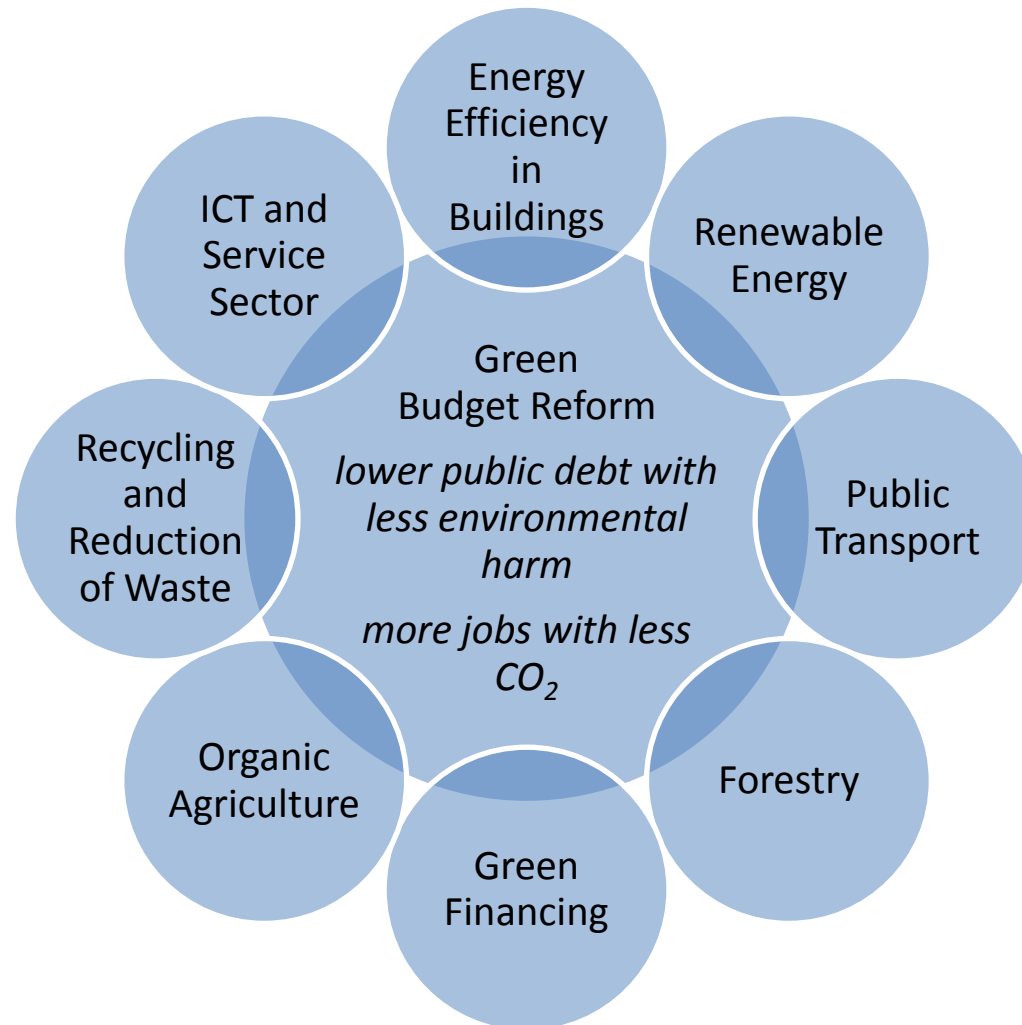 Energy
Efficiency
in
Buildings
Renewable
Energy
Public
Transport
Forestry
Green
Financing
Organic
Agriculture
Recycling
and
Reduction
of Waste
ICT and
Service
Sector
Green
Budget Reform
lower public debt with
less environmental
harm
more jobs with less
CO₂